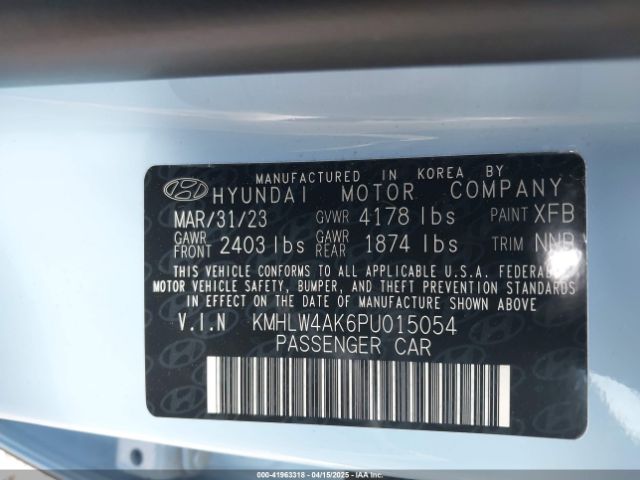 MANUFACTURED IN KOREA BY
HYUNDAI MOTOR COMPANY
MAR/31/23 GVWR 4178 lbs PAINT XFB
GAWR FRONT 2403 lbs GAWR REAR 1874 lbs TRIM NNB
THIS VEHICLE CONFORMS TO ALL APPLICABLE U.S.A. FEDERAL
MOTOR VEHICLE SAFETY, BUMPER, AND THEFT PREVENTION STANDARDS
IN EFFECT ON THE DATE OF MANUFACTURE SHOWN ABOVE.
V.I.N KMHLW4AK6PU015054
PASSENGER CAR
000-41963318 - 04/15/2025 - IAAI.COM